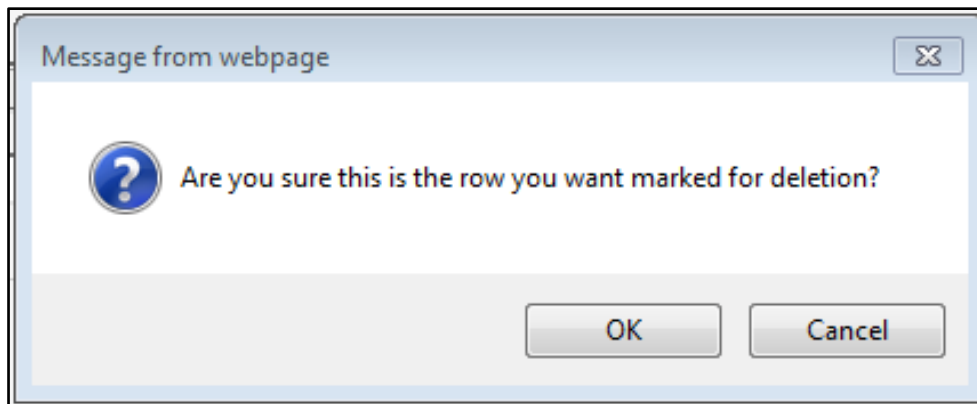 Message from webpage
Are you sure this is the row you want marked for deletion?
OK
Cancel